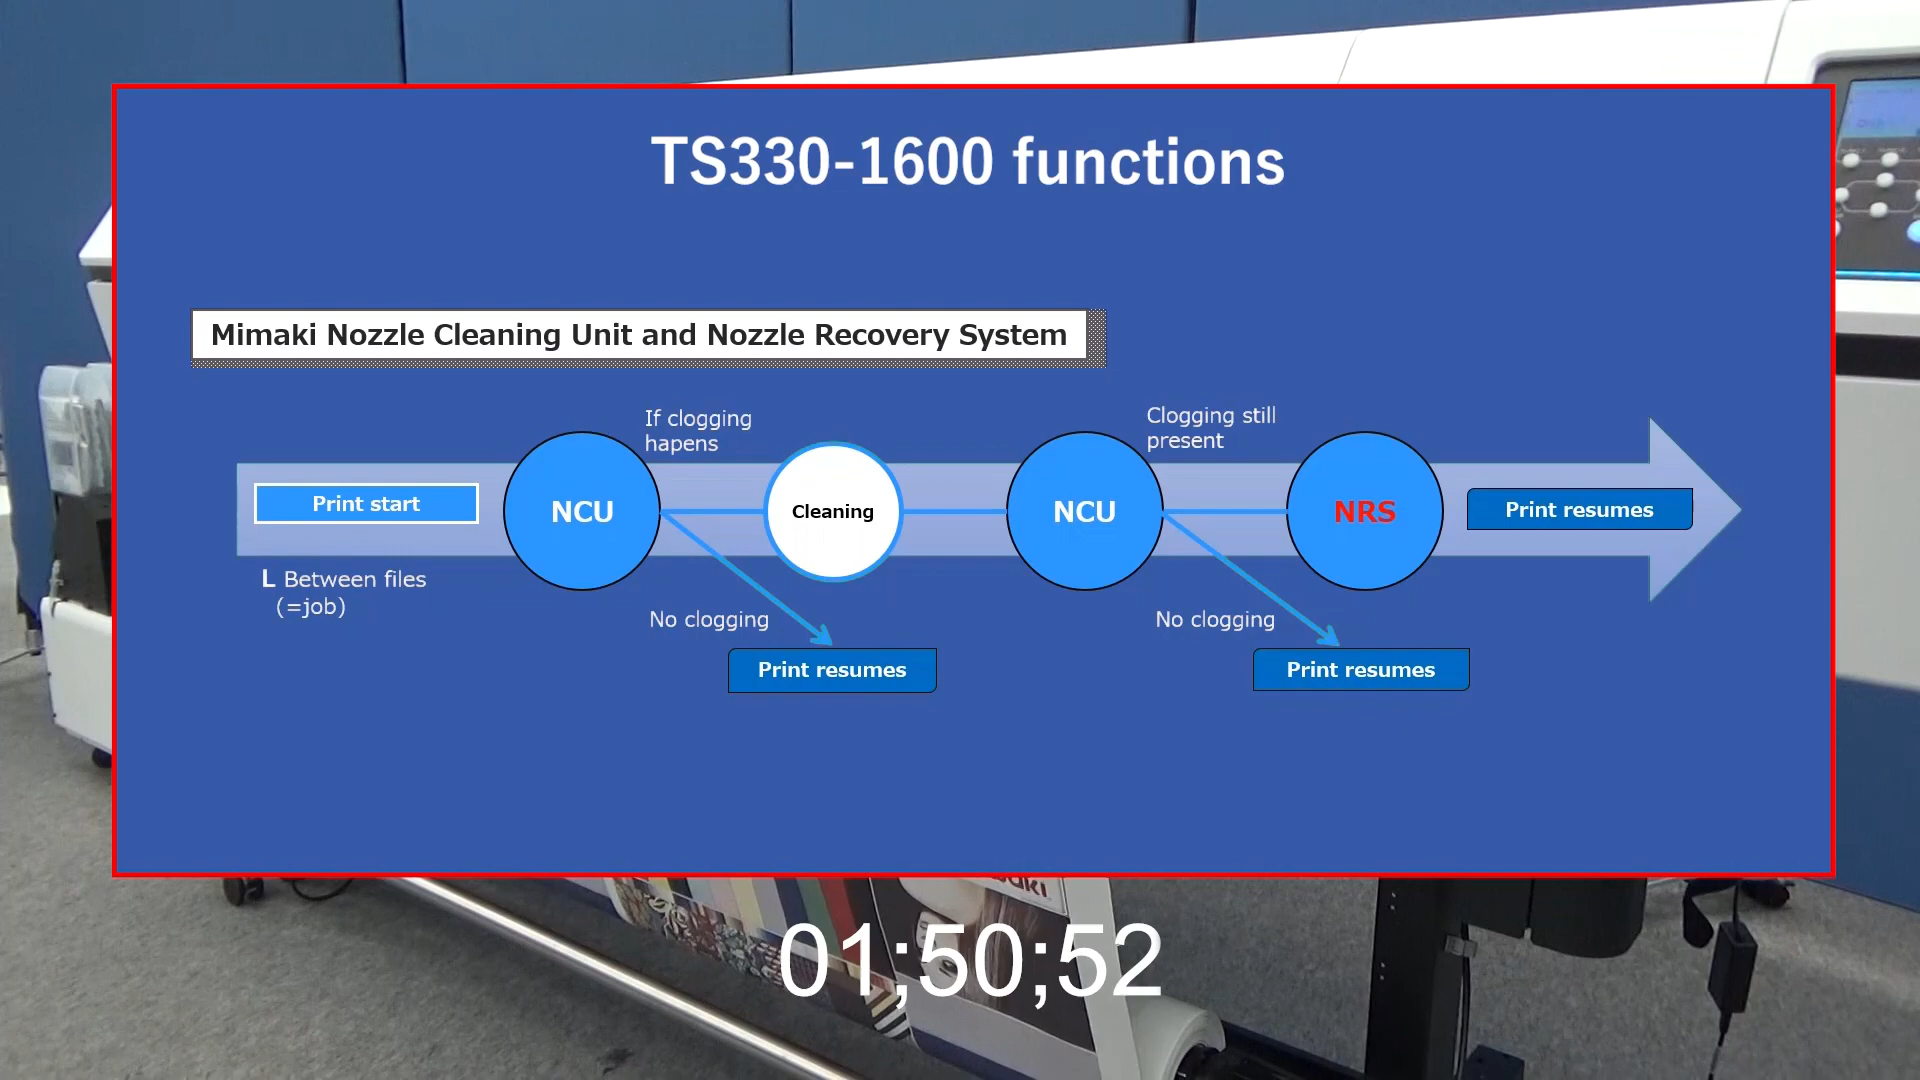 TS330-1600 functions
Mimaki Nozzle Cleaning Unit and Nozzle Recovery System
If clogging
hapens
Clogging still
present
Print start
NCU
Cleaning
NCU
NRS
Print resumes
L Between files
(=job)
No clogging
No clogging
Print resumes
Print resumes
01;50;52